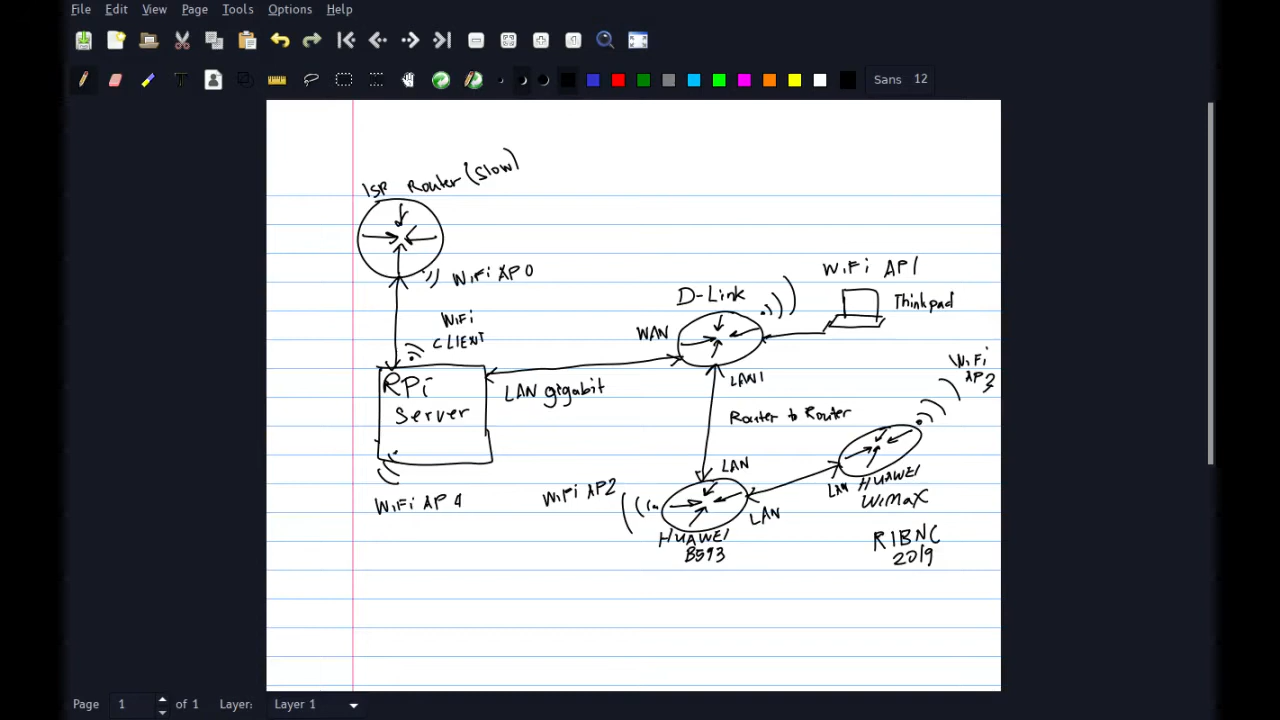 File Edit View Page Tools Options Help
Sans 12
ISP Router (Slow)
WiFi AP0
WiFi
CLIENT
RPi
Server
WiFi AP 4
LAN gigabit
WAN
D-Link
WiFi AP1
Thinkpad
LAN1
Router to Router
LAN
WiFi AP2
HUAWEI
B593
LAN
WiFi
AP3
LAN
HUAWEI
WiMaX
RIBNC
2019
Page 1 of 1 Layer: Layer 1